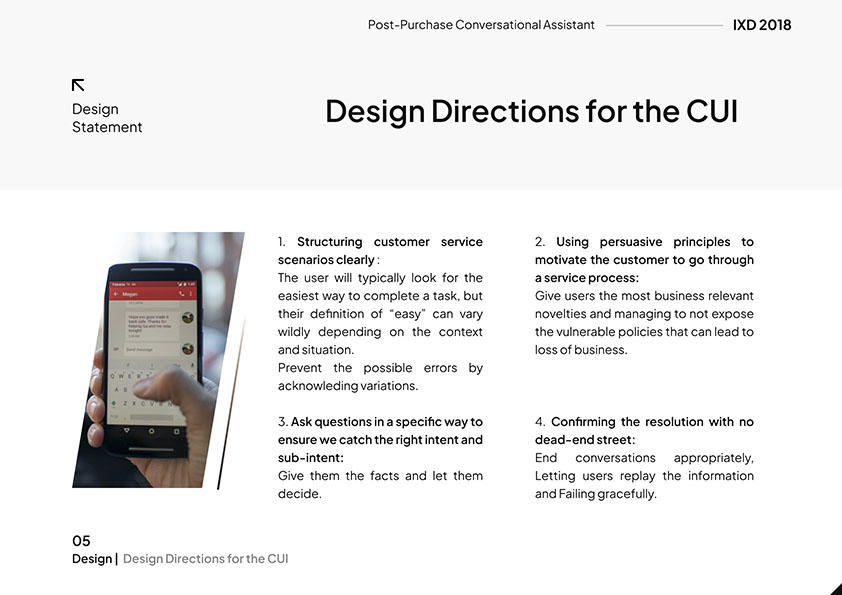 Post-Purchase Conversational Assistant
IXD 2018
Design
Statement
Design Directions for the CUI
1. Structuring customer service
scenarios clearly :
The user will typically look for the
easiest way to complete a task, but
their definition of “easy” can vary
wildly depending on the context
and situation.
Prevent the possible errors by
acknowleding variations.
2. Using persuasive principles to
motivate the customer to go through
a service process:
Give users the most business relevant
novelties and managing to not expose
the vulnerable policies that can lead to
loss of business.
3. Ask questions in a specific way to
ensure we catch the right intent and
sub-intent:
Give them the facts and let them
decide.
4. Confirming the resolution with no
dead-end street:
End conversations appropriately,
Letting users replay the information
and Failing gracefully.
Megan
Hope you guys made it
back safe. Thanks for
helping us and me move
tonight!
Send message
05
Design | Design Directions for the CUI